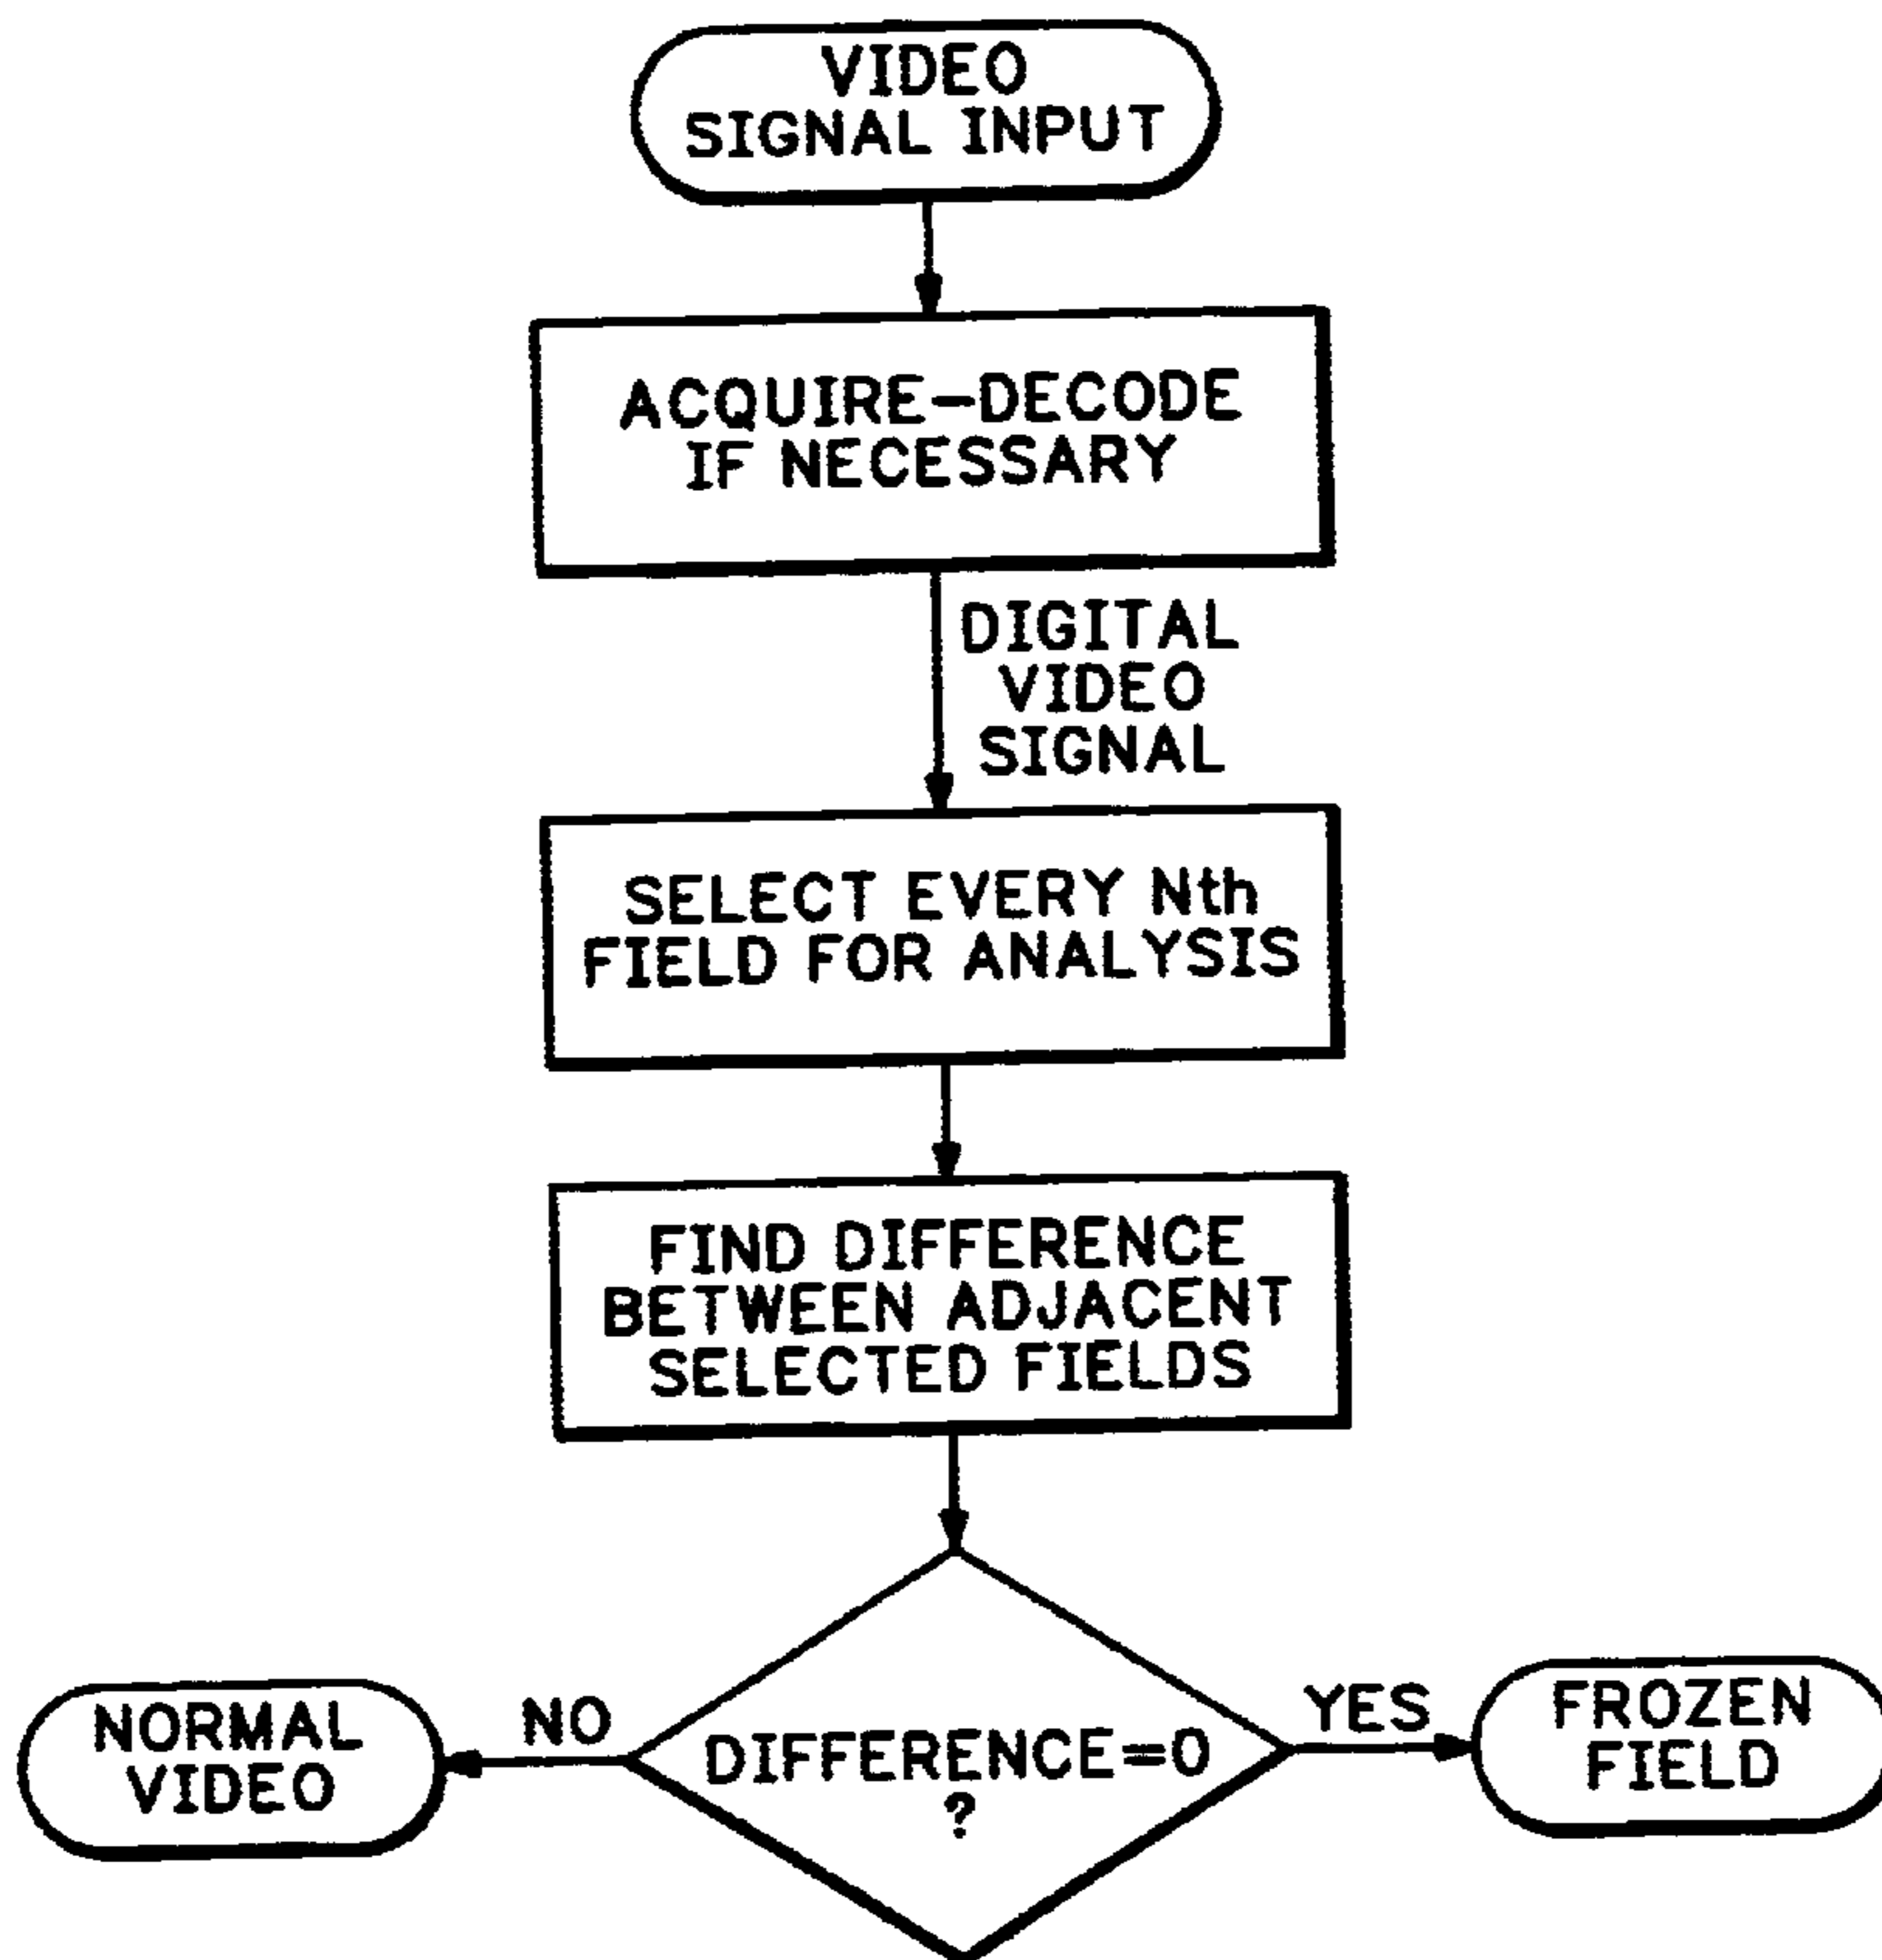 VIDEO
SIGNAL INPUT
ACQUIRE-DECODE
IF NECESSARY
DIGITAL
VIDEO
SIGNAL
SELECT EVERY Nth
FIELD FOR ANALYSIS
FIND DIFFERENCE
BETWEEN ADJACENT
SELECTED FIELDS
DIFFERENCE=0
?
NO
NORMAL
VIDEO
YES
FROZEN
FIELD